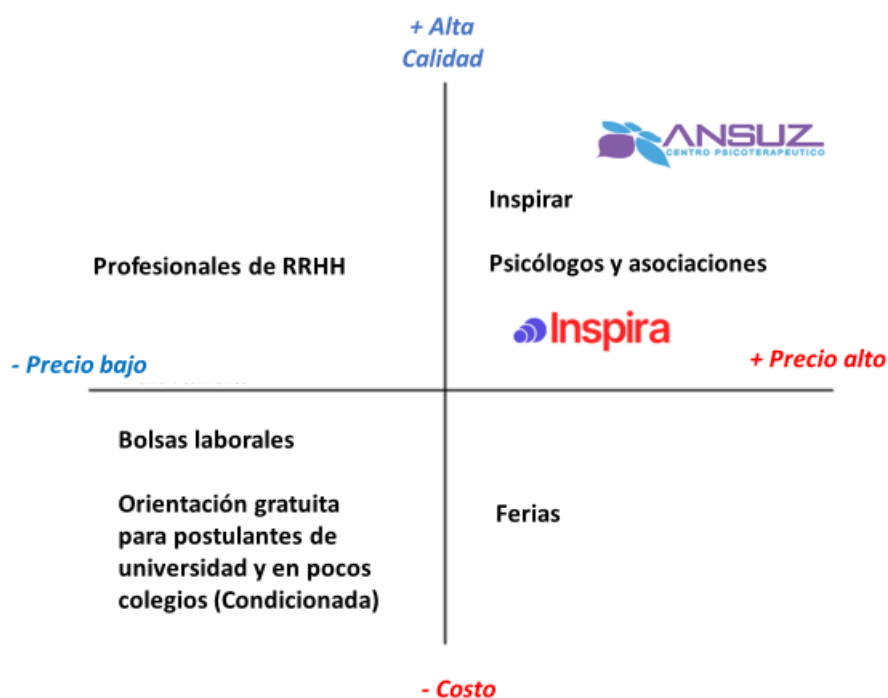 + Alta
Calidad
ANSUZ
CENTRO PSICOTERAPEUTICO
Inspirar
Profesionales de RRHH
Psicólogos y asociaciones
Inspira
- Precio bajo
+ Precio alto
Bolsas laborales
Orientación gratuita
para postulantes de
universidad y en pocos
colegios (Condicionada)
Ferias
- Costo